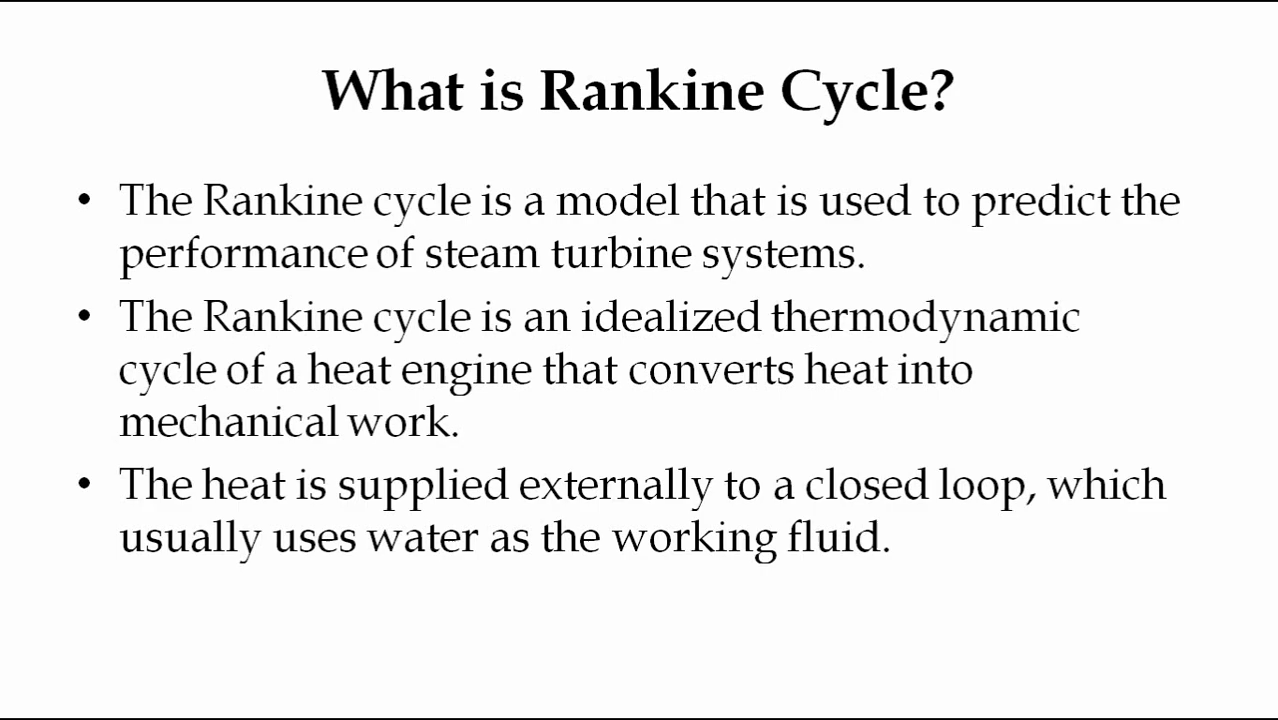 What is Rankine Cycle?
• The Rankine cycle is a model that is used to predict the
performance of steam turbine systems.
• The Rankine cycle is an idealized thermodynamic
cycle of a heat engine that converts heat into
mechanical work.
• The heat is supplied externally to a closed loop, which
usually uses water as the working fluid.